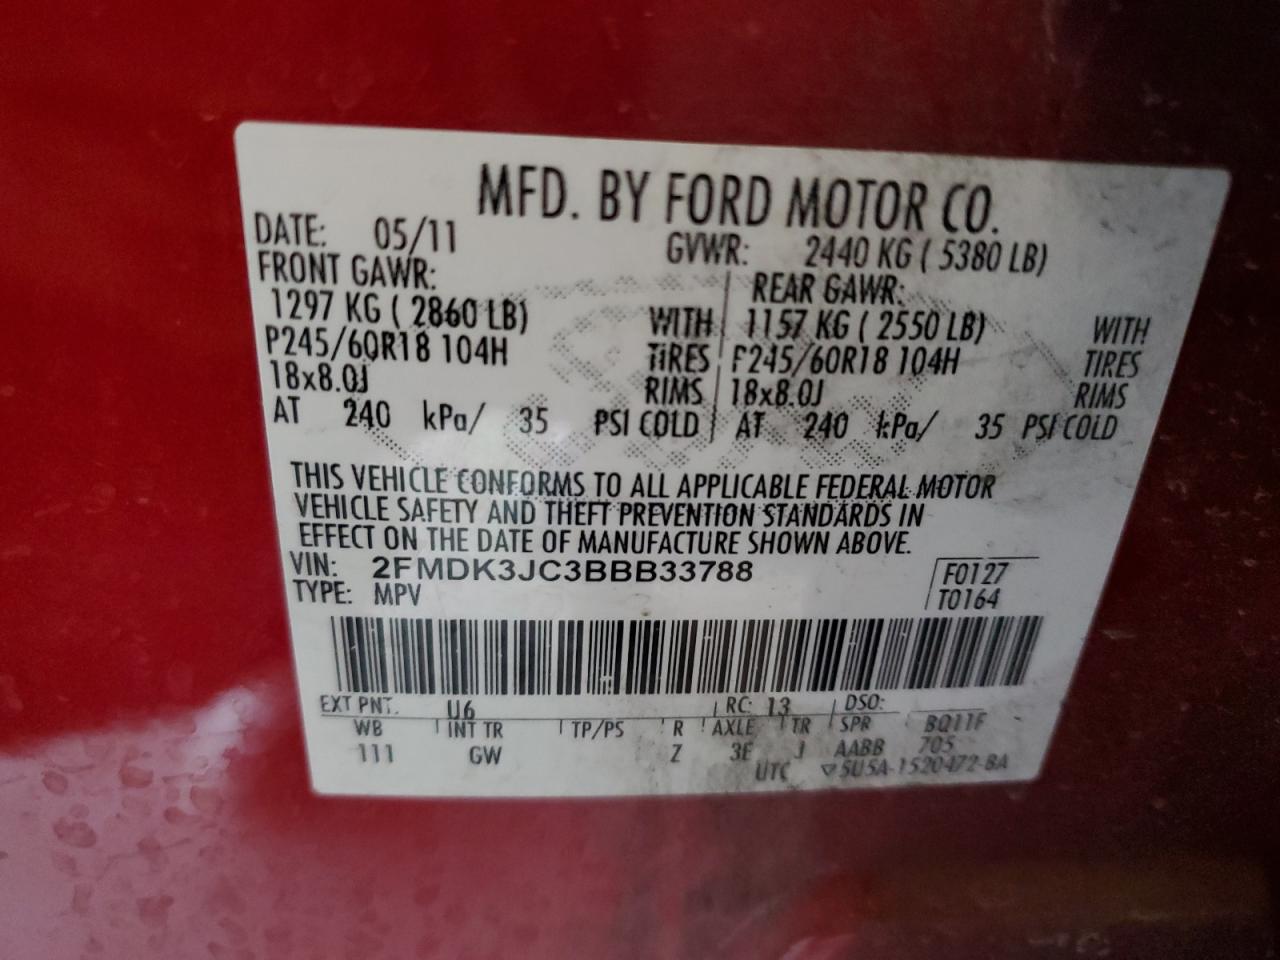 MFD. BY FORD MOTOR CO.
DATE: 05/11 GVWR: 2440 KG ( 5380 LB)
FRONT GAWR: REAR GAWR:
1297 KG ( 2860 LB) WITH 1157 KG ( 2550 LB) WITH
P245/60R18 104H TIRES P245/60R18 104H TIRES
18x8.0J RIMS 18x8.0J RIMS
AT 240 kPa/ 35 PSI COLD AT 240 kPa/ 35 PSI COLD
THIS VEHICLE CONFORMS TO ALL APPLICABLE FEDERAL MOTOR
VEHICLE SAFETY AND THEFT PREVENTION STANDARDS IN
EFFECT ON THE DATE OF MANUFACTURE SHOWN ABOVE.
VIN: 2FMDK3JC3BBB33788 F0127
TYPE: MPV T0164
EXT PNT. U6 RC: 13 DSO:
WB INT TR TP/PS R AXLE TR SPR BQ11F
111 GW Z 3E J AABB 705
UTC ▽5U5A-1520472-BA